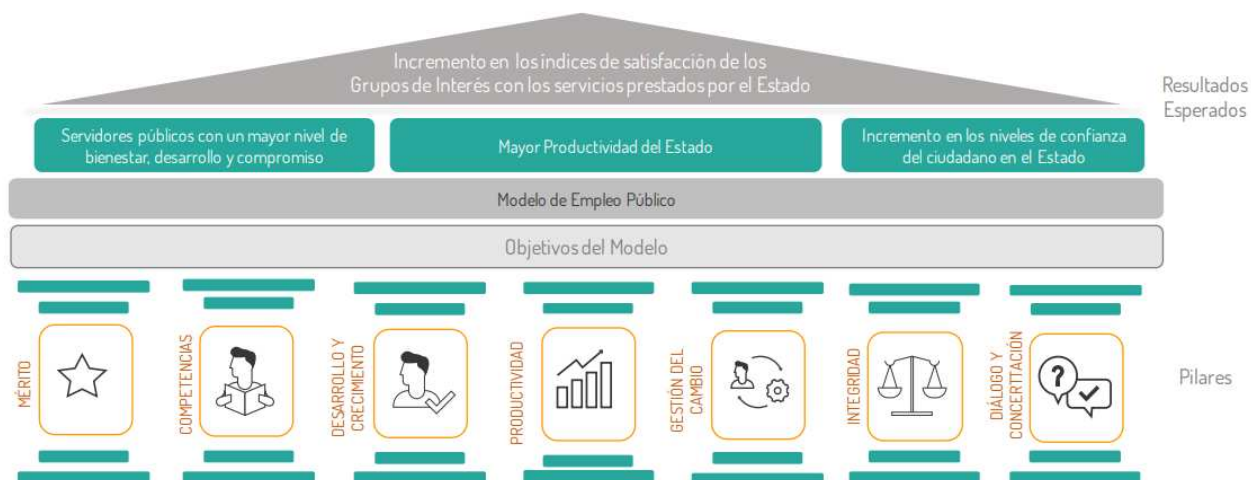 Incremento en los índices de satisfacción de los
Grupos de Interés con los servicios prestados por el Estado
Resultados
Esperados
Servidores públicos con un mayor nivel de
bienestar, desarrollo y compromiso
Mayor Productividad del Estado
Incremento en los niveles de confianza
del ciudadano en el Estado
Modelo de Empleo Público
Objetivos del Modelo
MÉRITO
COMPETENCIAS
DESARROLLO Y
CRECIMIENTO
PRODUCTIVIDAD
GESTIÓN DEL
CAMBIO
INTEGRIDAD
DIÁLOGO Y
CONCERTTACIÓN
?
Pilares